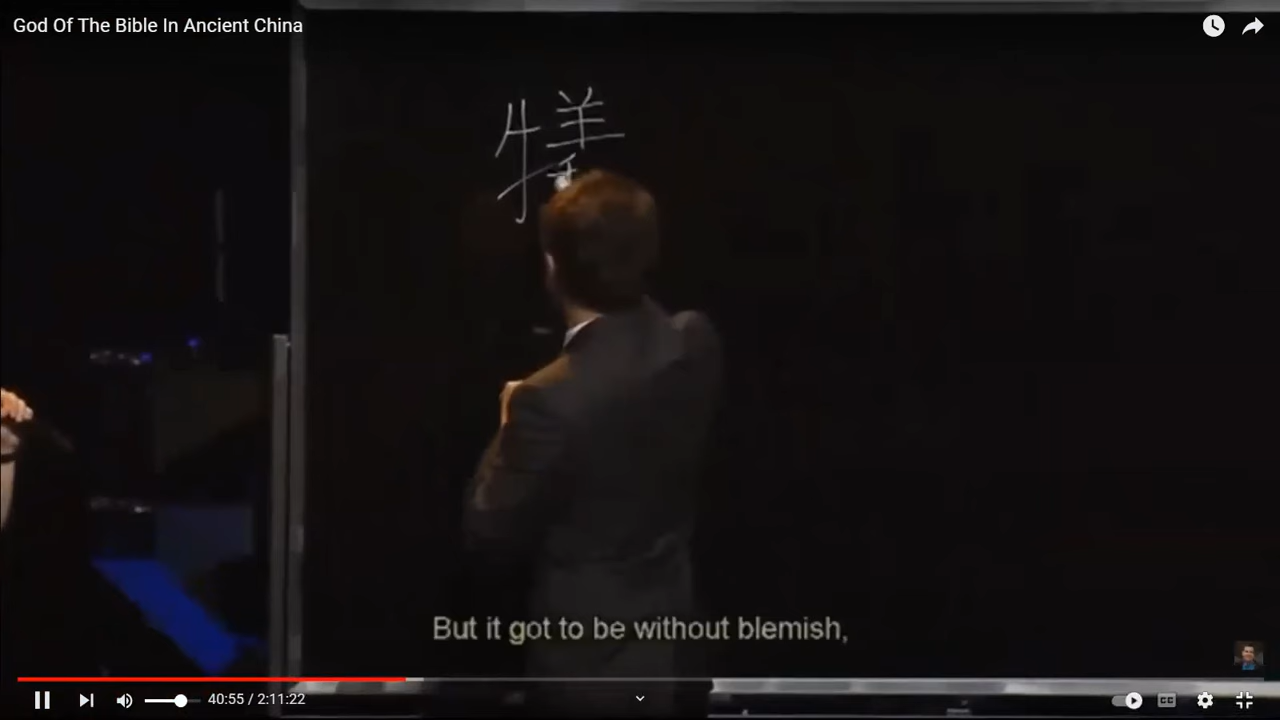 God Of The Bible In Ancient China
But it got to be without blemish,
40:55 / 2:11:22
CC